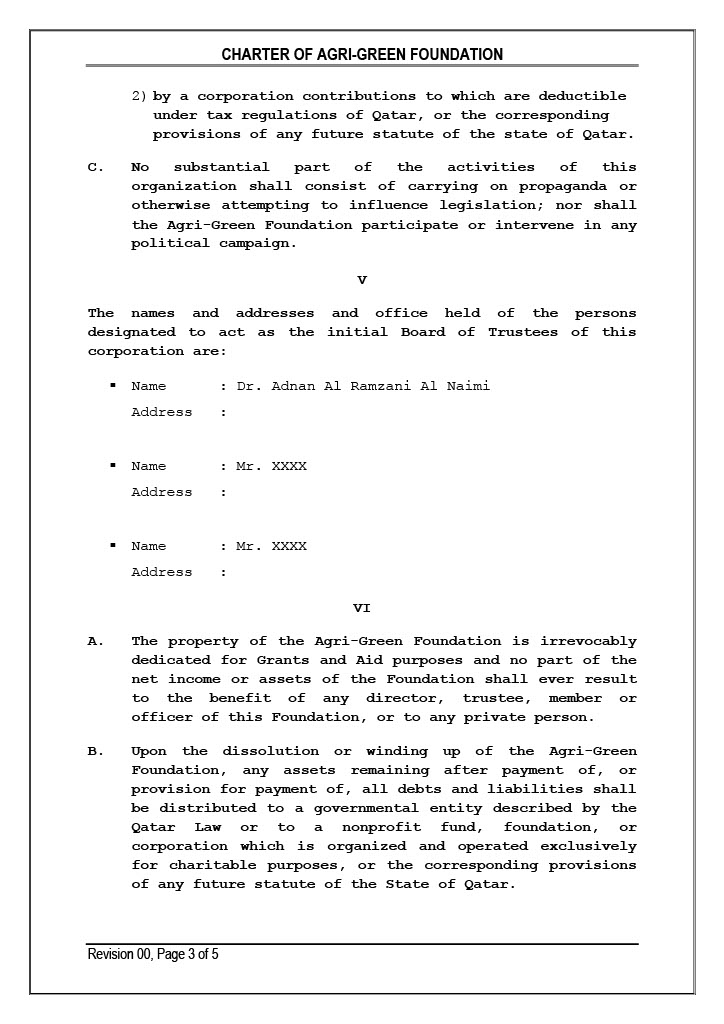 CHARTER OF AGRI-GREEN FOUNDATION
2) by a corporation contributions to which are deductible
under tax regulations of Qatar, or the corresponding
provisions of any future statute of the state of Qatar.
C. No substantial part of the activities of this
organization shall consist of carrying on propaganda or
otherwise attempting to influence legislation; nor shall
the Agri-Green Foundation participate or intervene in any
political campaign.
V
The names and addresses and office held of the persons
designated to act as the initial Board of Trustees of this
corporation are:
▪ Name : Dr. Adnan Al Ramzani Al Naimi
Address :
▪ Name : Mr. XXXX
Address :
▪ Name : Mr. XXXX
Address :
VI
A. The property of the Agri-Green Foundation is irrevocably
dedicated for Grants and Aid purposes and no part of the
net income or assets of the Foundation shall ever result
to the benefit of any director, trustee, member or
officer of this Foundation, or to any private person.
B. Upon the dissolution or winding up of the Agri-Green
Foundation, any assets remaining after payment of, or
provision for payment of, all debts and liabilities shall
be distributed to a governmental entity described by the
Qatar Law or to a nonprofit fund, foundation, or
corporation which is organized and operated exclusively
for charitable purposes, or the corresponding provisions
of any future statute of the State of Qatar.
Revision 00, Page 3 of 5